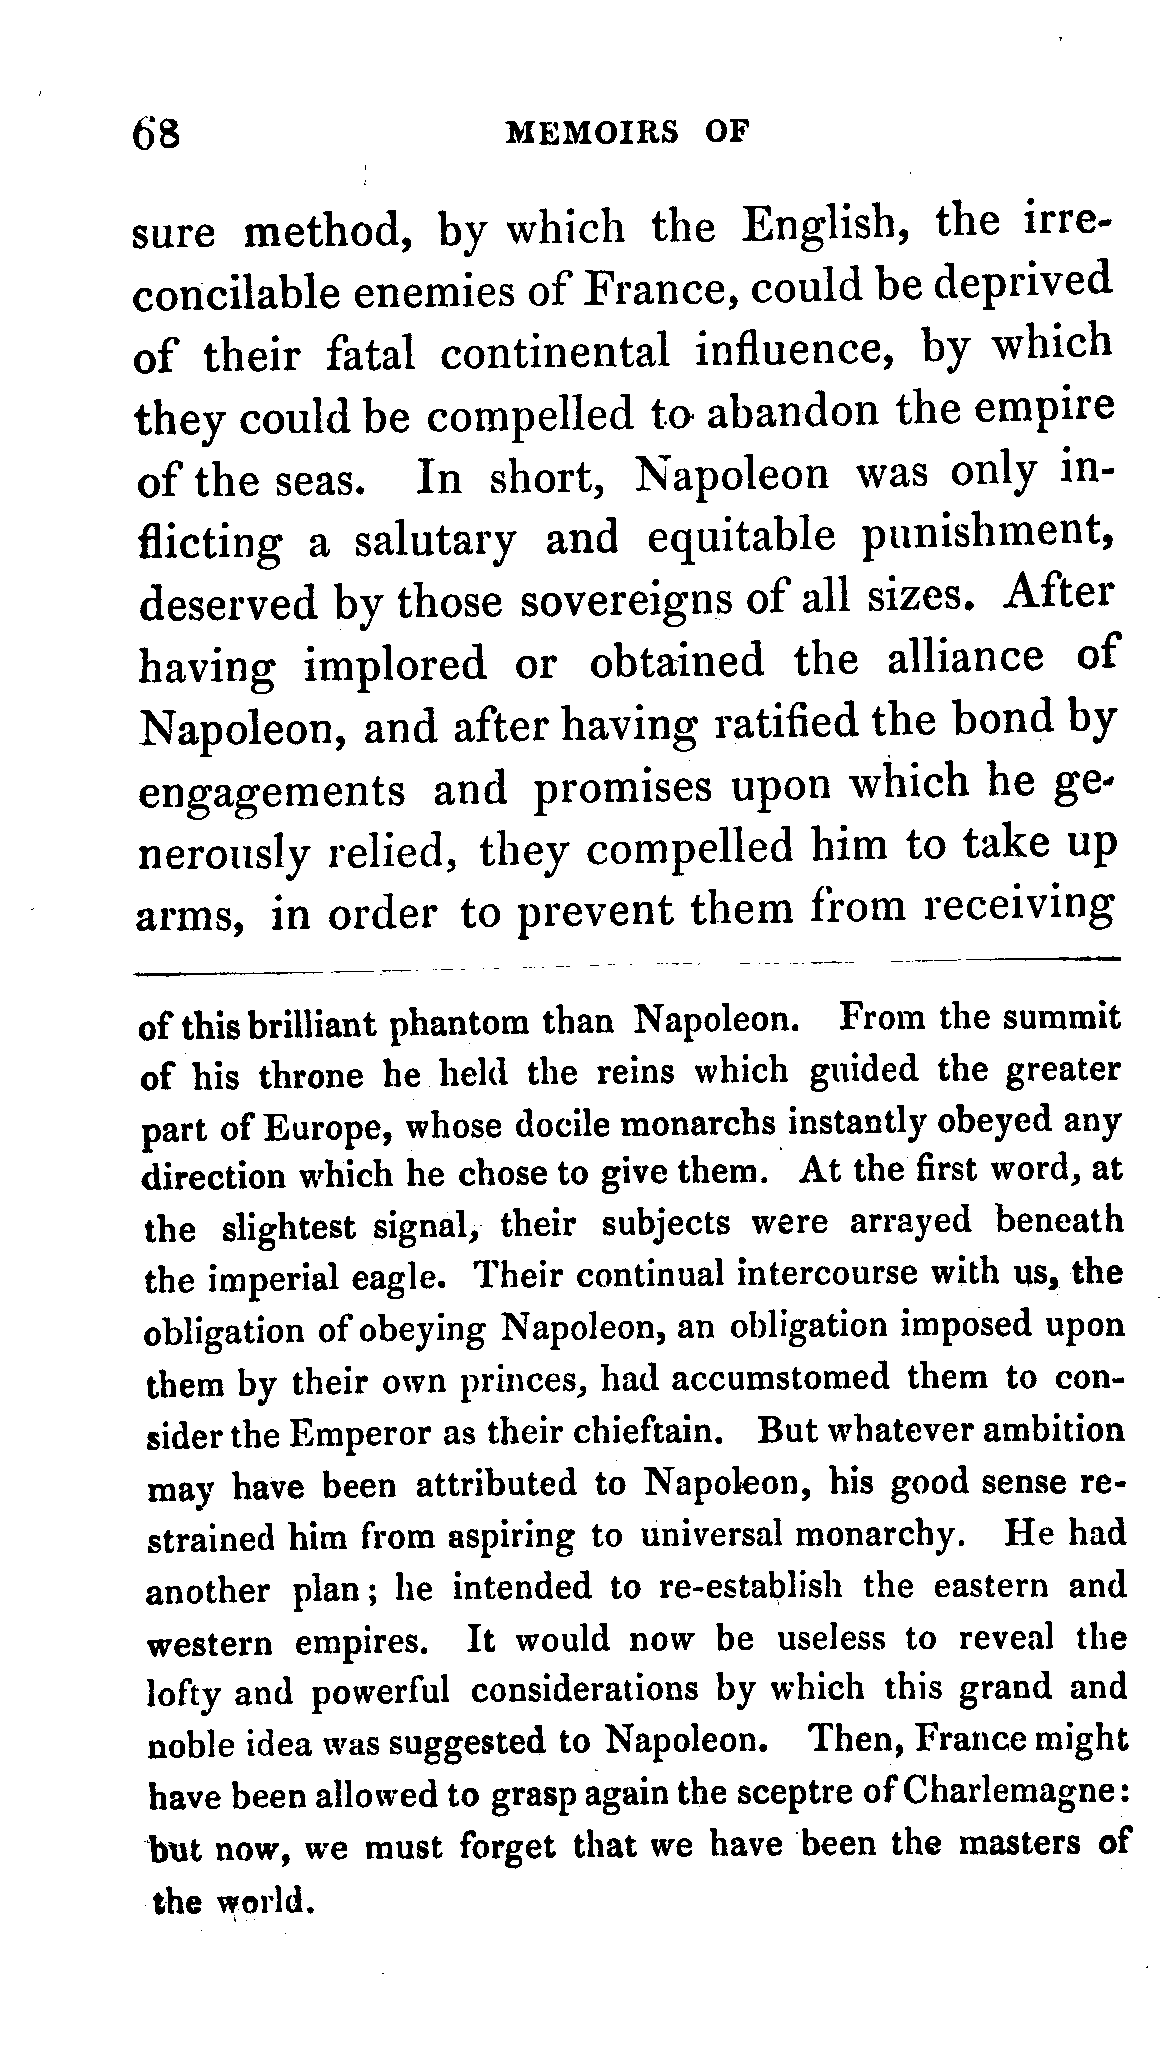 68 MEMOIRS OF
sure method, by which the English, the irre-
concilable enemies of France, could be deprived
of their fatal continental influence, by which
they could be compelled to abandon the empire
of the seas. In short, Napoleon was only in-
flicting a salutary and equitable punishment,
deserved by those sovereigns of all sizes. After
having implored or obtained the alliance of
Napoleon, and after having ratified the bond by
engagements and promises upon which he ge-
nerously relied, they compelled him to take up
arms, in order to prevent them from receiving
of this brilliant phantom than Napoleon. From the summit
of his throne he held the reins which guided the greater
part of Europe, whose docile monarchs instantly obeyed any
direction which he chose to give them. At the first word, at
the slightest signal, their subjects were arrayed beneath
the imperial eagle. Their continual intercourse with us, the
obligation of obeying Napoleon, an obligation imposed upon
them by their own princes, had accumstomed them to con-
sider the Emperor as their chieftain. But whatever ambition
may have been attributed to Napoleon, his good sense re-
strained him from aspiring to universal monarchy. He had
another plan; he intended to re-establish the eastern and
western empires. It would now be useless to reveal the
lofty and powerful considerations by which this grand and
noble idea was suggested to Napoleon. Then, France might
have been allowed to grasp again the sceptre of Charlemagne:
but now, we must forget that we have been the masters of
the world.